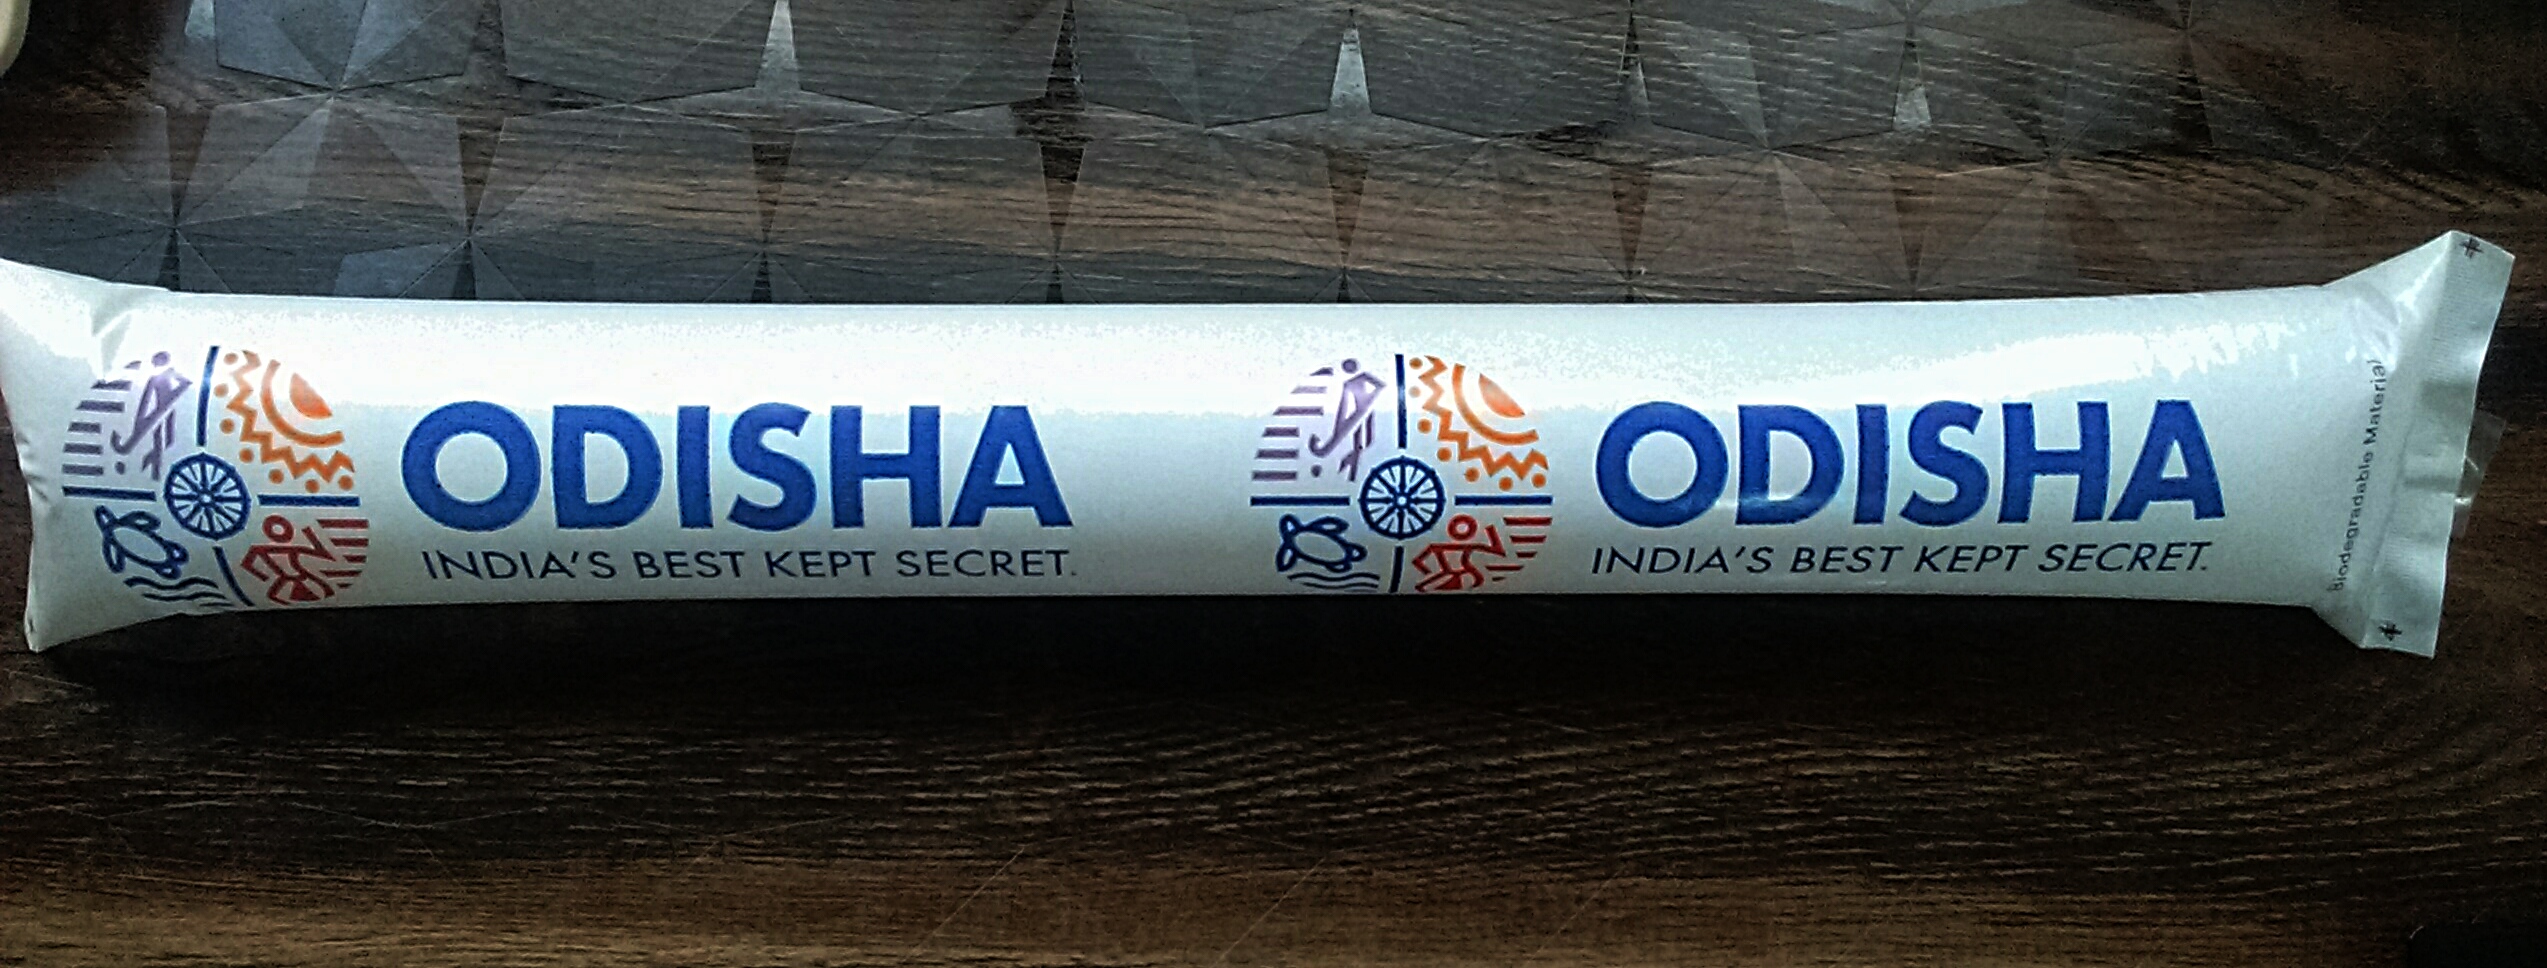 ODISHA
INDIA'S BEST KEPT SECRET.
ODISHA
INDIA'S BEST KEPT SECRET.
Biodegradable Material)